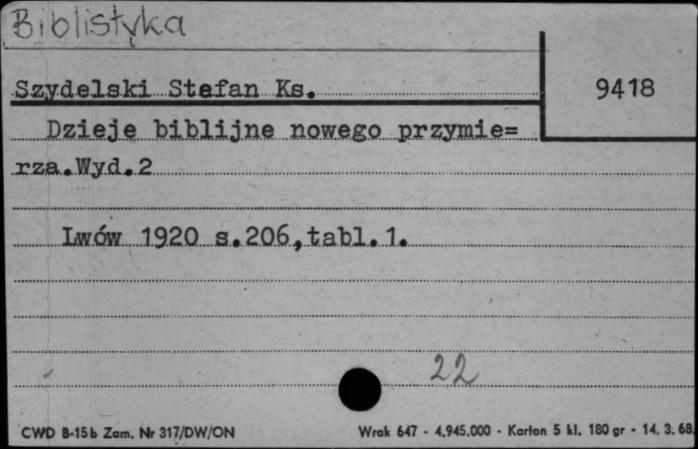 Biblistyka
Szydelski Stefan Ks.
9418
Dzieje biblijne nowego przymie=
rza.Wyd.2
Lwów 1920 s.206,tabl.1.
22
CWD B-15b Zam. Nr 317/DW/ON
Wrak 647 - 4.945.000 - Karton 5 kl. 180 gr - 14. 3. 68.